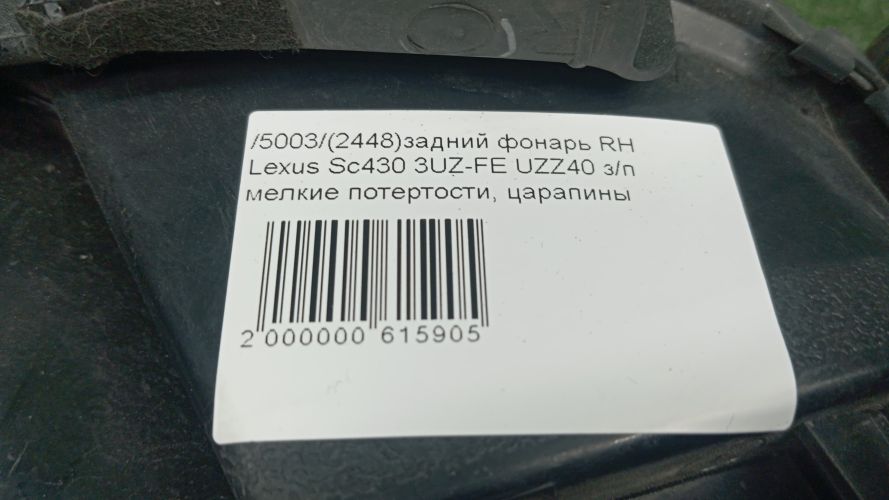 /5003/(2448)задний фонарь RH
Lexus Sc430 3UZ-FE UZZ40 з/п
мелкие потертости, царапины
2 000000 615905